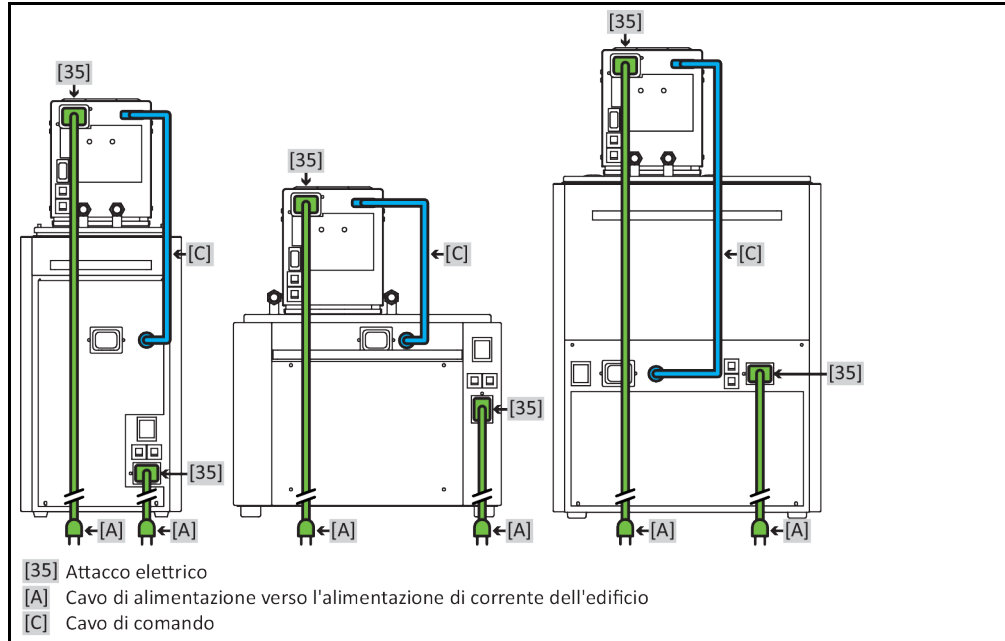 [35]
[35]
[35]
[C]
[C]
[C]
[35]
[35]
[35]
[A]
[A]
[A]
[A]
[A]
[A]
[35] Attacco elettrico
[A] Cavo di alimentazione verso l'alimentazione di corrente dell'edificio
[C] Cavo di comando